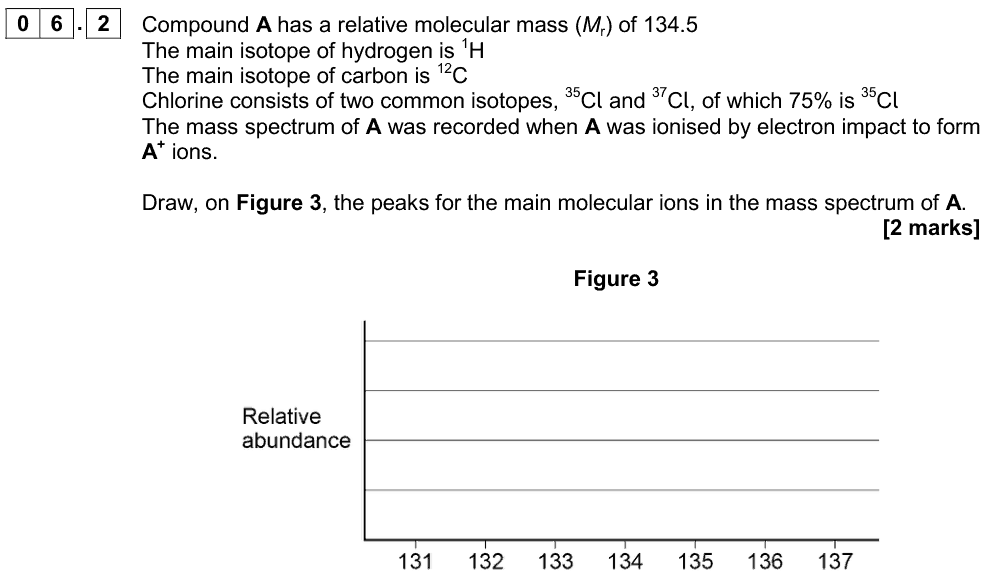 0 6 . 2 Compound A has a relative molecular mass (Mᵣ) of 134.5
The main isotope of hydrogen is ¹H
The main isotope of carbon is ¹²C
Chlorine consists of two common isotopes, ³⁵Cl and ³⁷Cl, of which 75% is ³⁵Cl
The mass spectrum of A was recorded when A was ionised by electron impact to form
A⁺ ions.
Draw, on Figure 3, the peaks for the main molecular ions in the mass spectrum of A.
[2 marks]
Figure 3
Relative
abundance
131 132 133 134 135 136 137